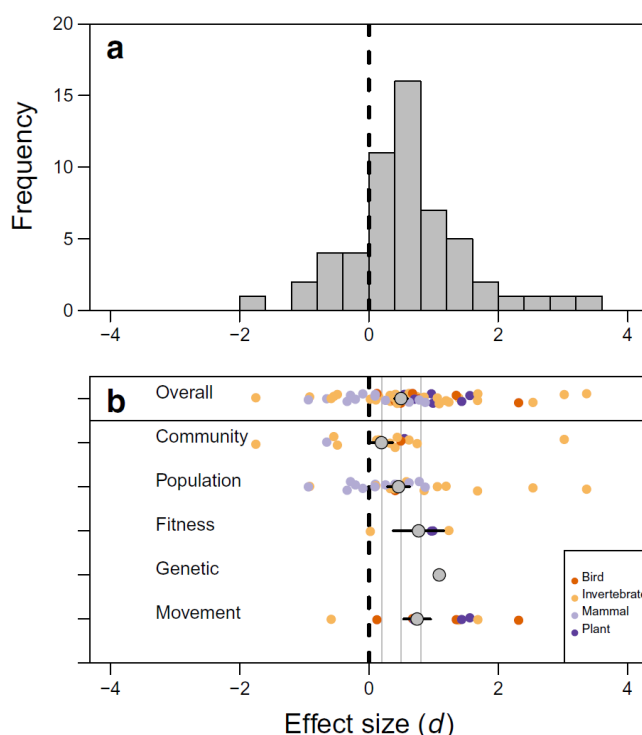 a
Frequency
20
15
10
5
0
−4 −2 0 2 4
b
Overall
Community
Population
Fitness
Genetic
Movement
Bird
Invertebrate
Mammal
Plant
−4 −2 0 2 4
Effect size (d)